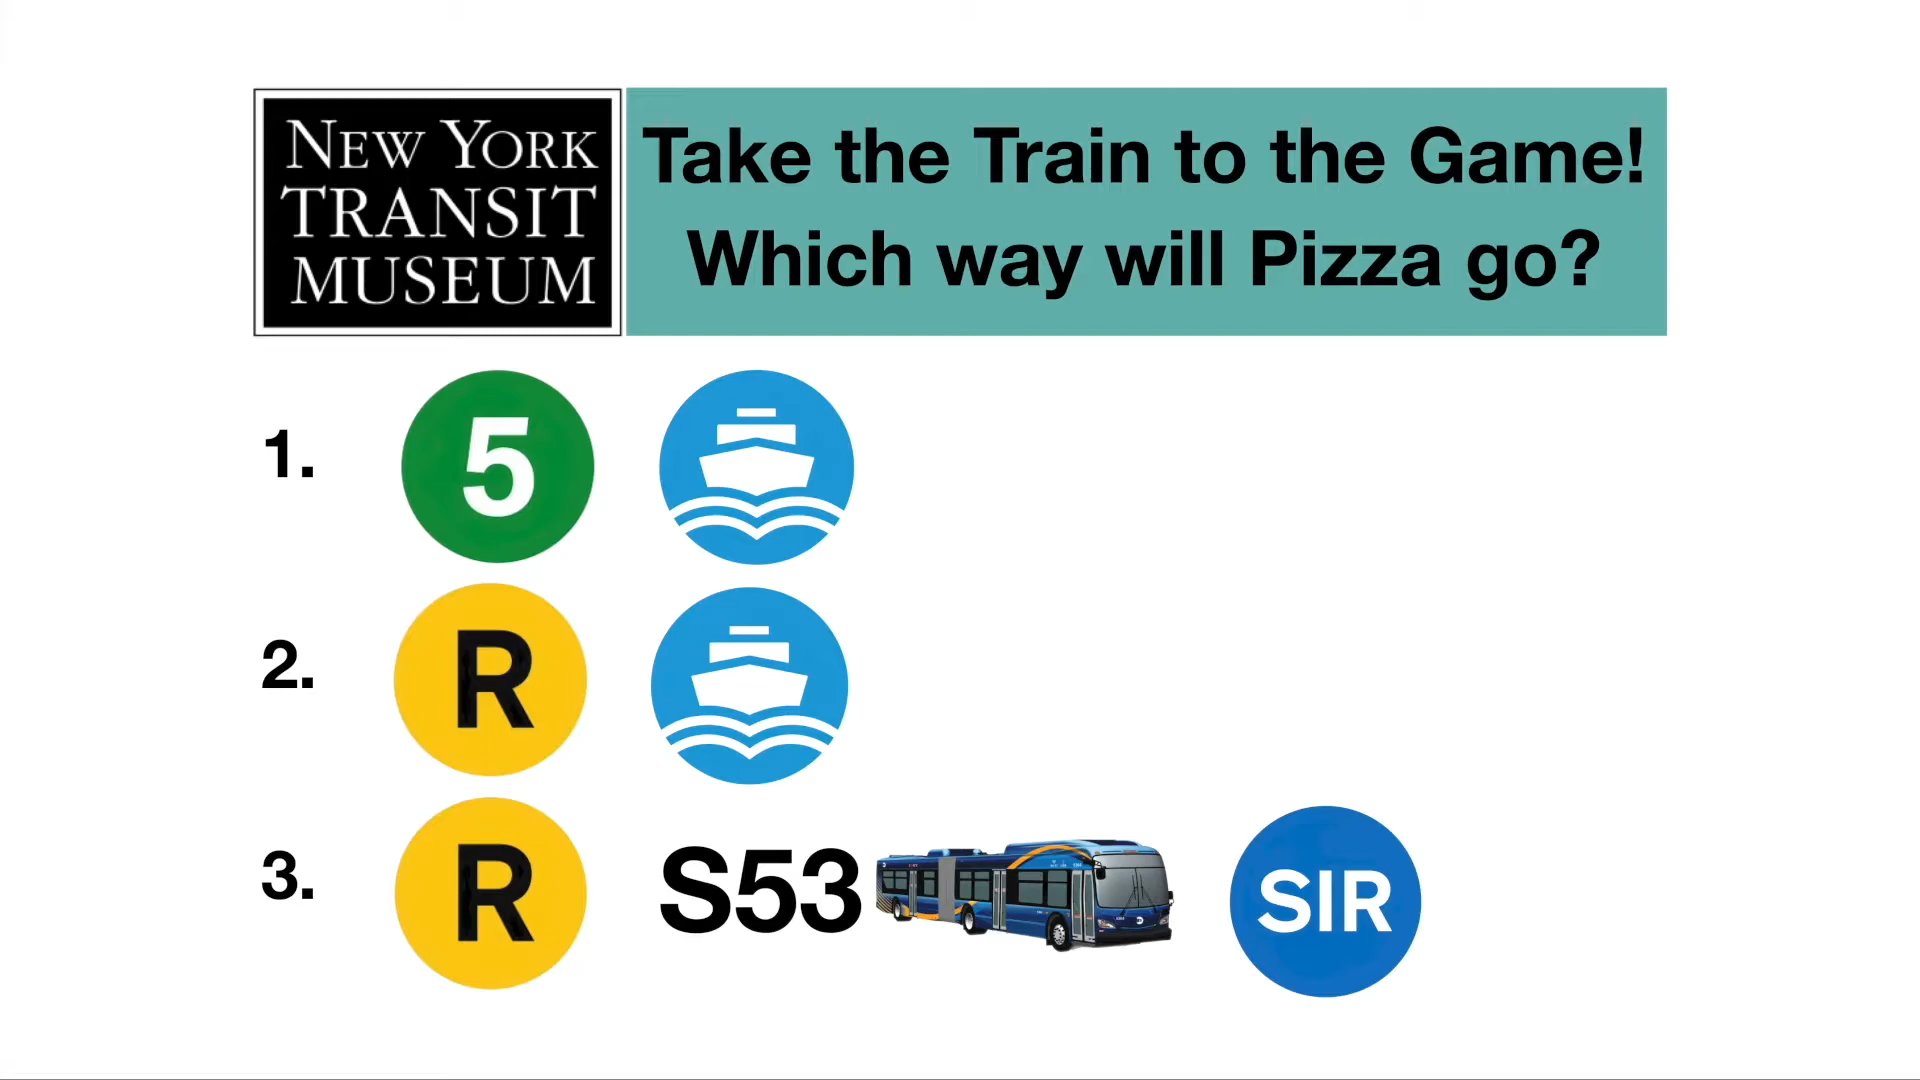 NEW YORK
TRANSIT
MUSEUM
Take the Train to the Game!
Which way will Pizza go?
1. 5
2. R
3. R S53 SIR